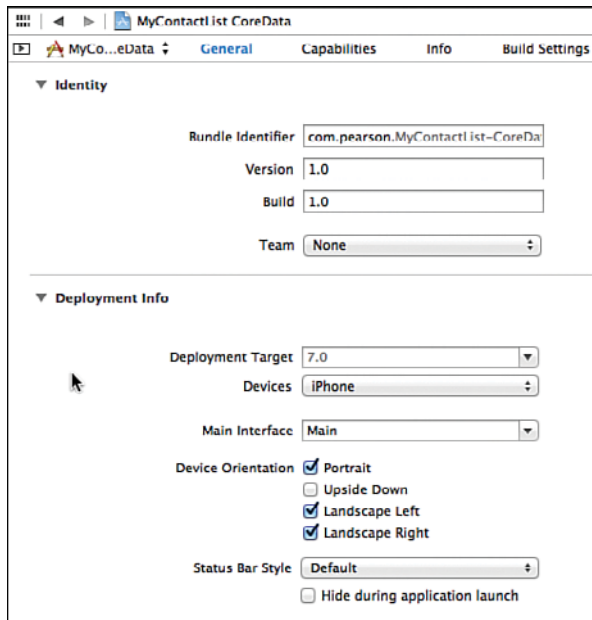 MyContactList CoreData
MyCo...eData General Capabilities Info Build Settings
Identity
Bundle Identifier com.pearson.MyContactList-CoreDa
Version 1.0
Build 1.0
Team None
Deployment Info
Deployment Target 7.0
Devices iPhone
Main Interface Main
Device Orientation Portrait
Upside Down
Landscape Left
Landscape Right
Status Bar Style Default
Hide during application launch